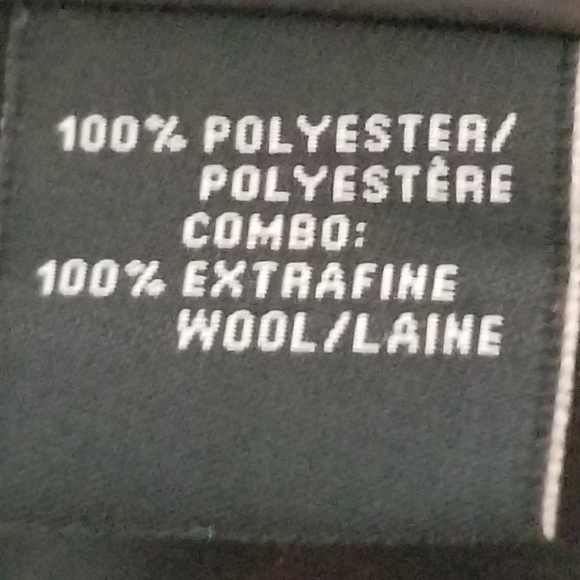 100% POLYESTER/
POLYESTÈRE
COMBO:
100% EXTRAFINE
WOOL/LAINE